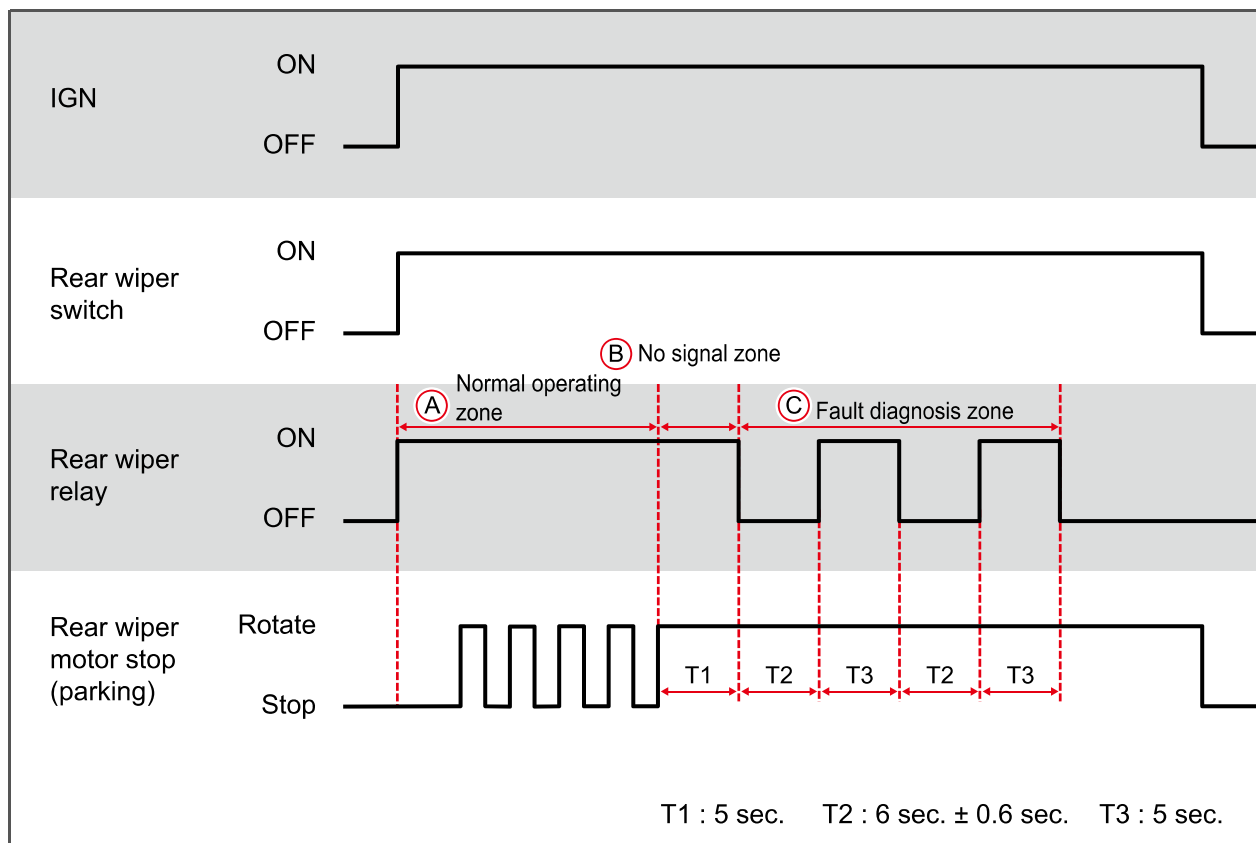 ON
IGN
OFF
ON
Rear wiper
switch
OFF
B No signal zone
A Normal operating
zone
C Fault diagnosis zone
ON
Rear wiper
relay
OFF
Rear wiper
motor stop
(parking)
Rotate
Stop
T1 T2 T3 T2 T3
T1 : 5 sec. T2 : 6 sec. ± 0.6 sec. T3 : 5 sec.